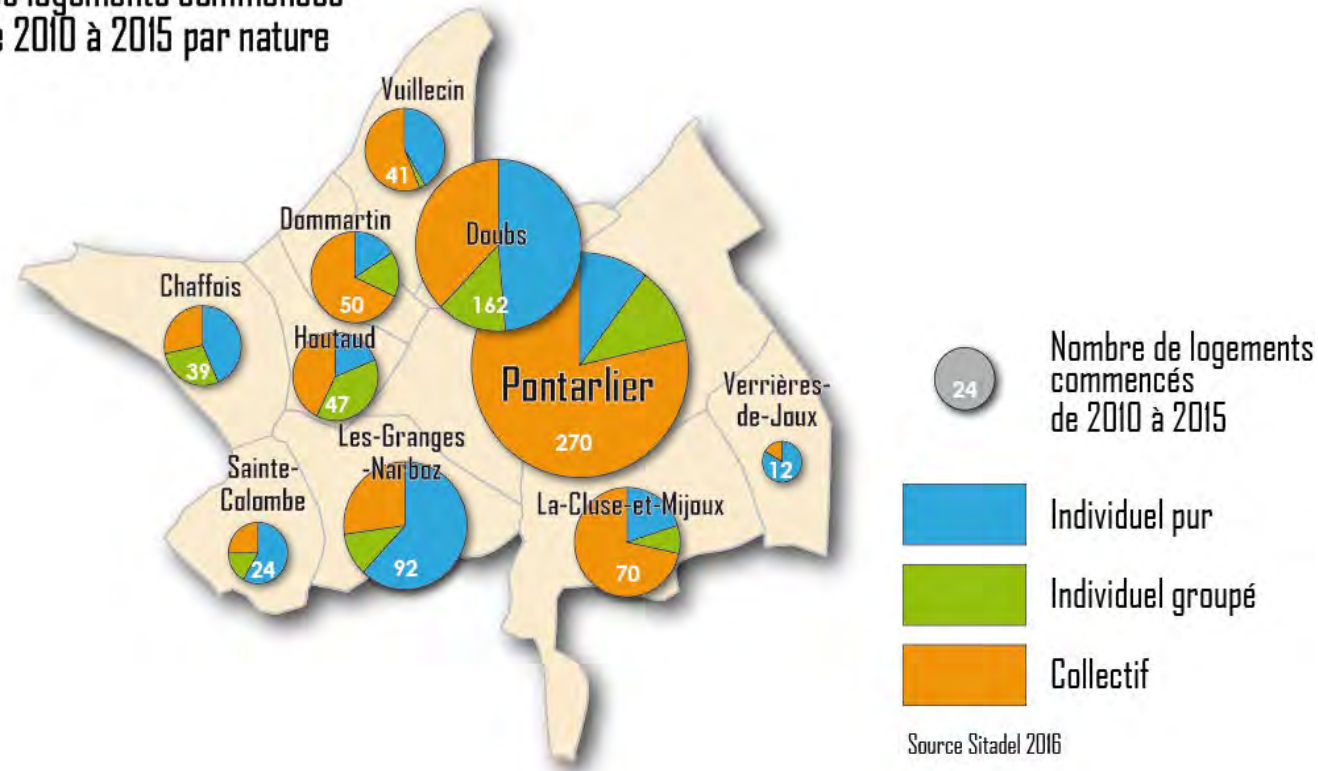 logements commencés
2010 à 2015 par nature
Vuillecin
41
Dommartin
50
Doubs
162
Chaffois
39
Houtaud
47
Pontarlier
270
Verrières-
de-Joux
12
Les-Granges
-Narboz
92
Sainte-
Colombe
24
La-Cluse-et-Mijoux
70
24
Nombre de logements
commencés
de 2010 à 2015
Individuel pur
Individuel groupé
Collectif
Source Sitadel 2016